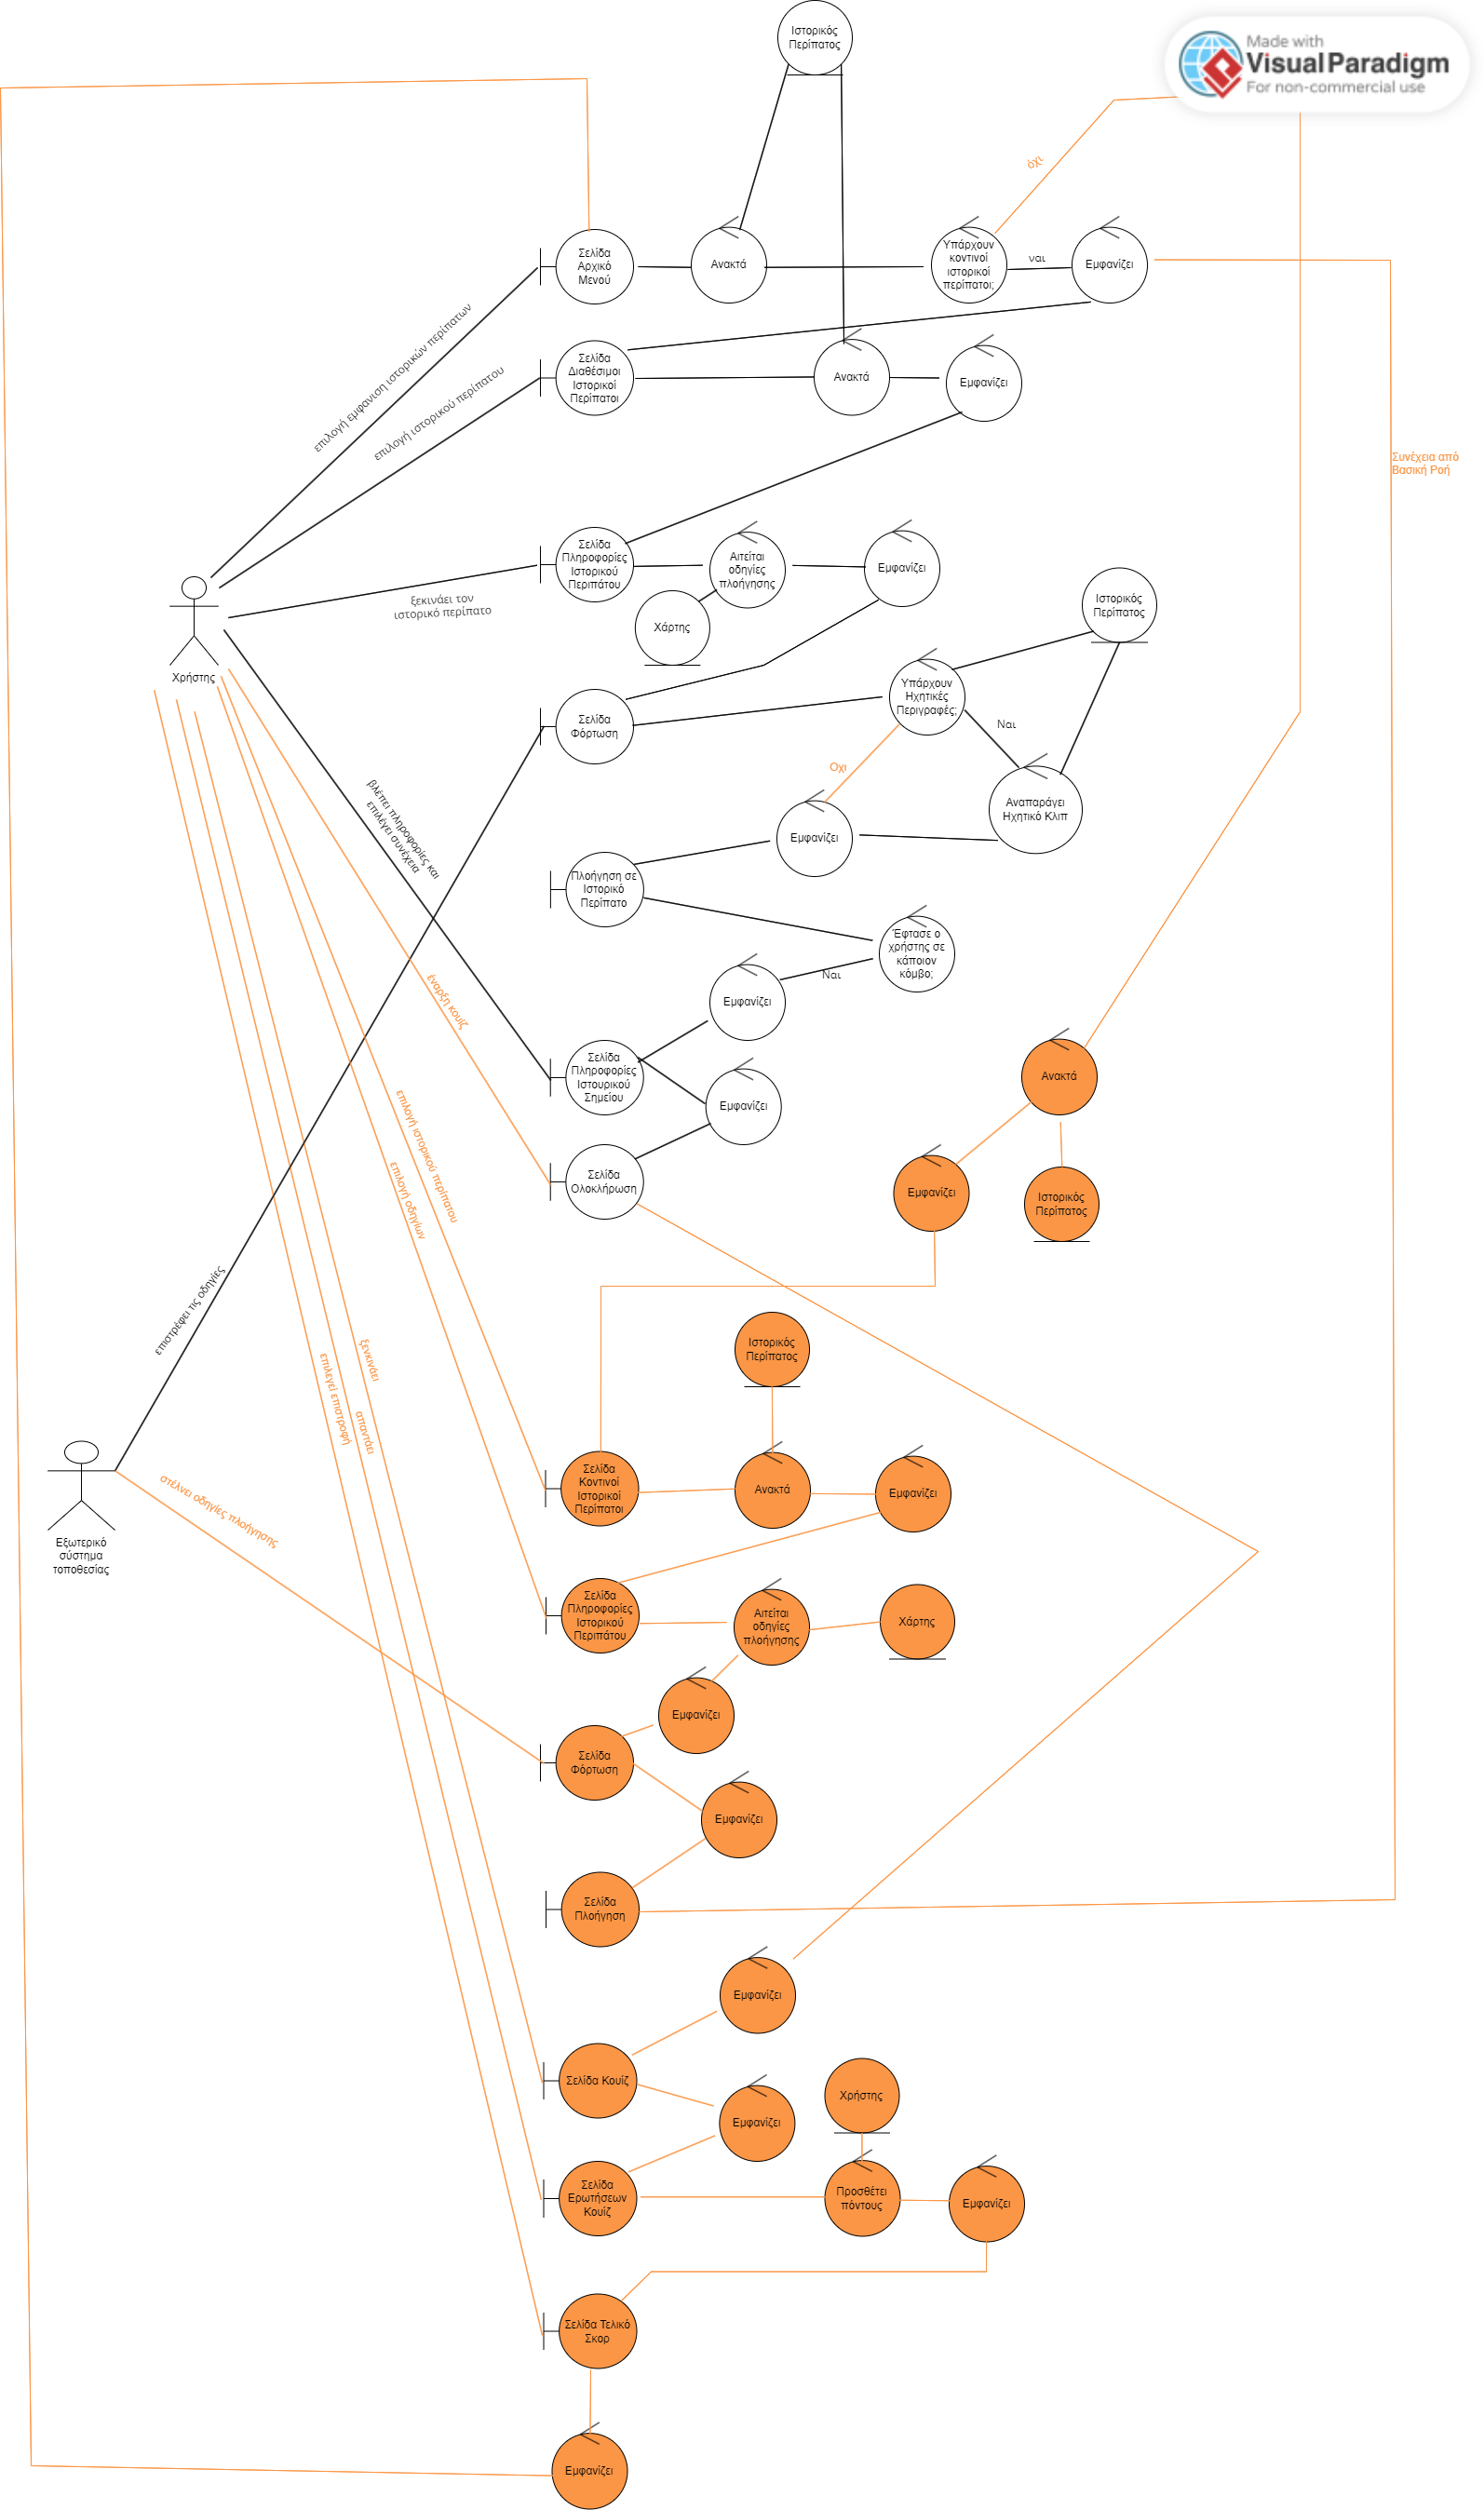 Ιστορικός
Περίπατος
Made with
Visual Paradigm
For non-commercial use
όχι
Σελίδα
Αρχικό
Μενού
Ανακτά
Υπάρχουν
κοντινοί
ιστορικοί
περίπατοι;
ναι
Εμφανίζει
επιλογή εμφανιση ιστορικών περίπατων
Σελίδα
Διαθέσιμοι
Ιστορικοί
Περίπατοι
Ανακτά
Εμφανίζει
επιλογή ιστορικού περίπατου
Συνέχεια από
Βασική Ροή
Σελίδα
Πληροφορίες
Ιστορικού
Περιπάτου
Αιτείται
οδηγίες
πλοήγησης
Εμφανίζει
ξεκινάει τον
ιστορικό περίπατο
Χάρτης
Ιστορικός
Περίπατος
Χρήστης
Υπάρχουν
Ηχητικές
Περιγραφές;
Σελίδα
Φόρτωση
Ναι
Οχι
Αναπαράγει
Ηχητικό Κλιπ
Εμφανίζει
βλέπει πληροφορίες και
επιλέγει συνέχεια
Πλοήγηση σε
Ιστορικό
Περίπατο
Έφτασε ο
χρήστης σε
κάποιον
κόμβο;
Ναι
Εμφανίζει
έναρξη κουίζ
Σελίδα
Πληροφορίες
Ιστουρικού
Σημείου
Ανακτά
Εμφανίζει
επιλογή ιστορικού περίπατου
Σελίδα
Ολοκλήρωση
Εμφανίζει
Ιστορικός
Περίπατος
επιλογή οδηγίων
επιστρέφει τις οδηγίες
Ιστορικός
Περίπατος
ξενκινάει
επιλεγεί επιστροφή
απαντάει
Σελίδα
Κοντινοί
Ιστορικοί
Περίπατοι
Ανακτά
Εμφανίζει
στέλνει οδηγίες πλοήγησης
Εξωτερικό
σύστημα
τοποθεσίας
Σελίδα
Πληροφορίες
Ιστορικού
Περιπάτου
Αιτείται
οδηγίες
πλοήγησης
Χάρτης
Εμφανίζει
Σελίδα
Φόρτωση
Εμφανίζει
Σελίδα
Πλοήγηση
Εμφανίζει
Σελίδα Κουίζ
Χρήστης
Εμφανίζει
Σελίδα
Ερωτήσεων
Κουίζ
Προσθέτει
πόντους
Εμφανίζει
Σελίδα Τελικό
Σκορ
Εμφανίζει